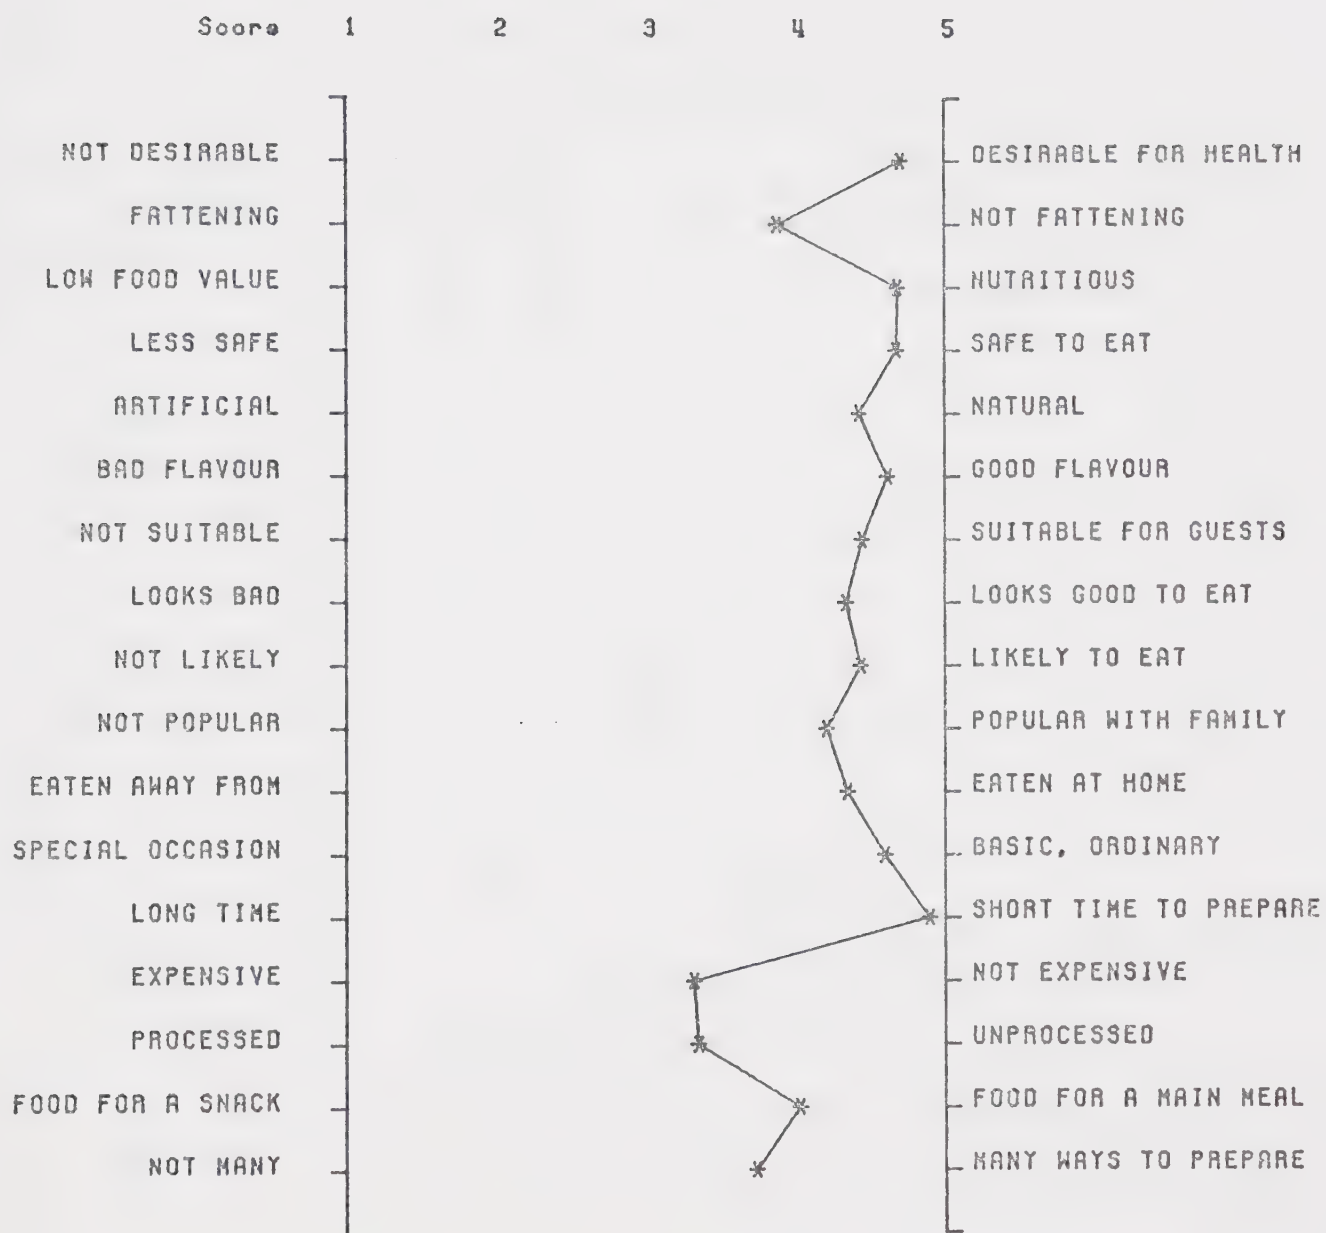 Score 1 2 3 4 5
NOT DESIRABLE DESIRABLE FOR HEALTH
FATTENING NOT FATTENING
LOW FOOD VALUE NUTRITIOUS
LESS SAFE SAFE TO EAT
ARTIFICIAL NATURAL
BAD FLAVOUR GOOD FLAVOUR
NOT SUITABLE SUITABLE FOR GUESTS
LOOKS BAD LOOKS GOOD TO EAT
NOT LIKELY LIKELY TO EAT
NOT POPULAR POPULAR WITH FAMILY
EATEN AWAY FROM EATEN AT HOME
SPECIAL OCCASION BASIC, ORDINARY
LONG TIME SHORT TIME TO PREPARE
EXPENSIVE NOT EXPENSIVE
PROCESSED UNPROCESSED
FOOD FOR A SNACK FOOD FOR A MAIN MEAL
NOT MANY MANY WAYS TO PREPARE